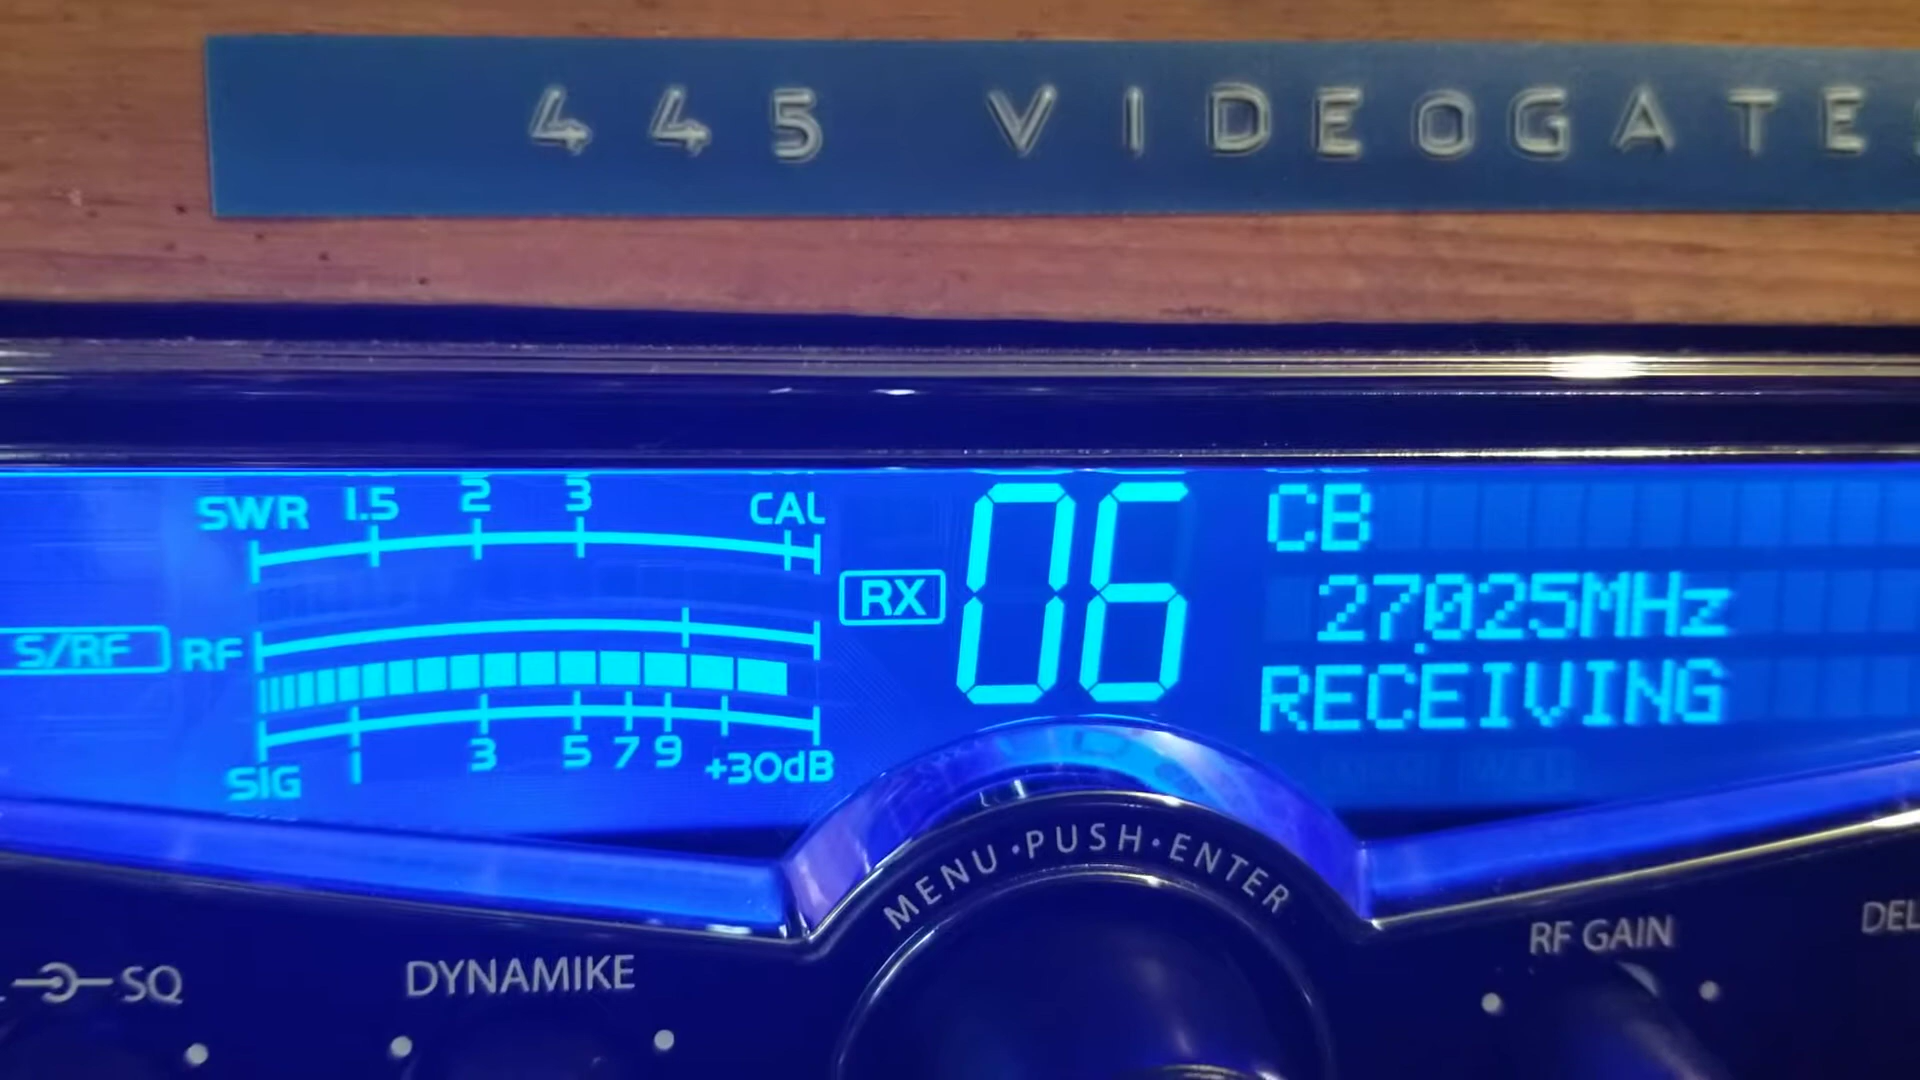 445 VIDEOGATE
SWR 1.5 2 3 CAL
S/RF RF
SIG 1 3 5 7 9 +30dB
RX 06
CB
27.025MHz
RECEIVING
MENU·PUSH·ENTER
SQ
DYNAMIKE
RF GAIN
DEL